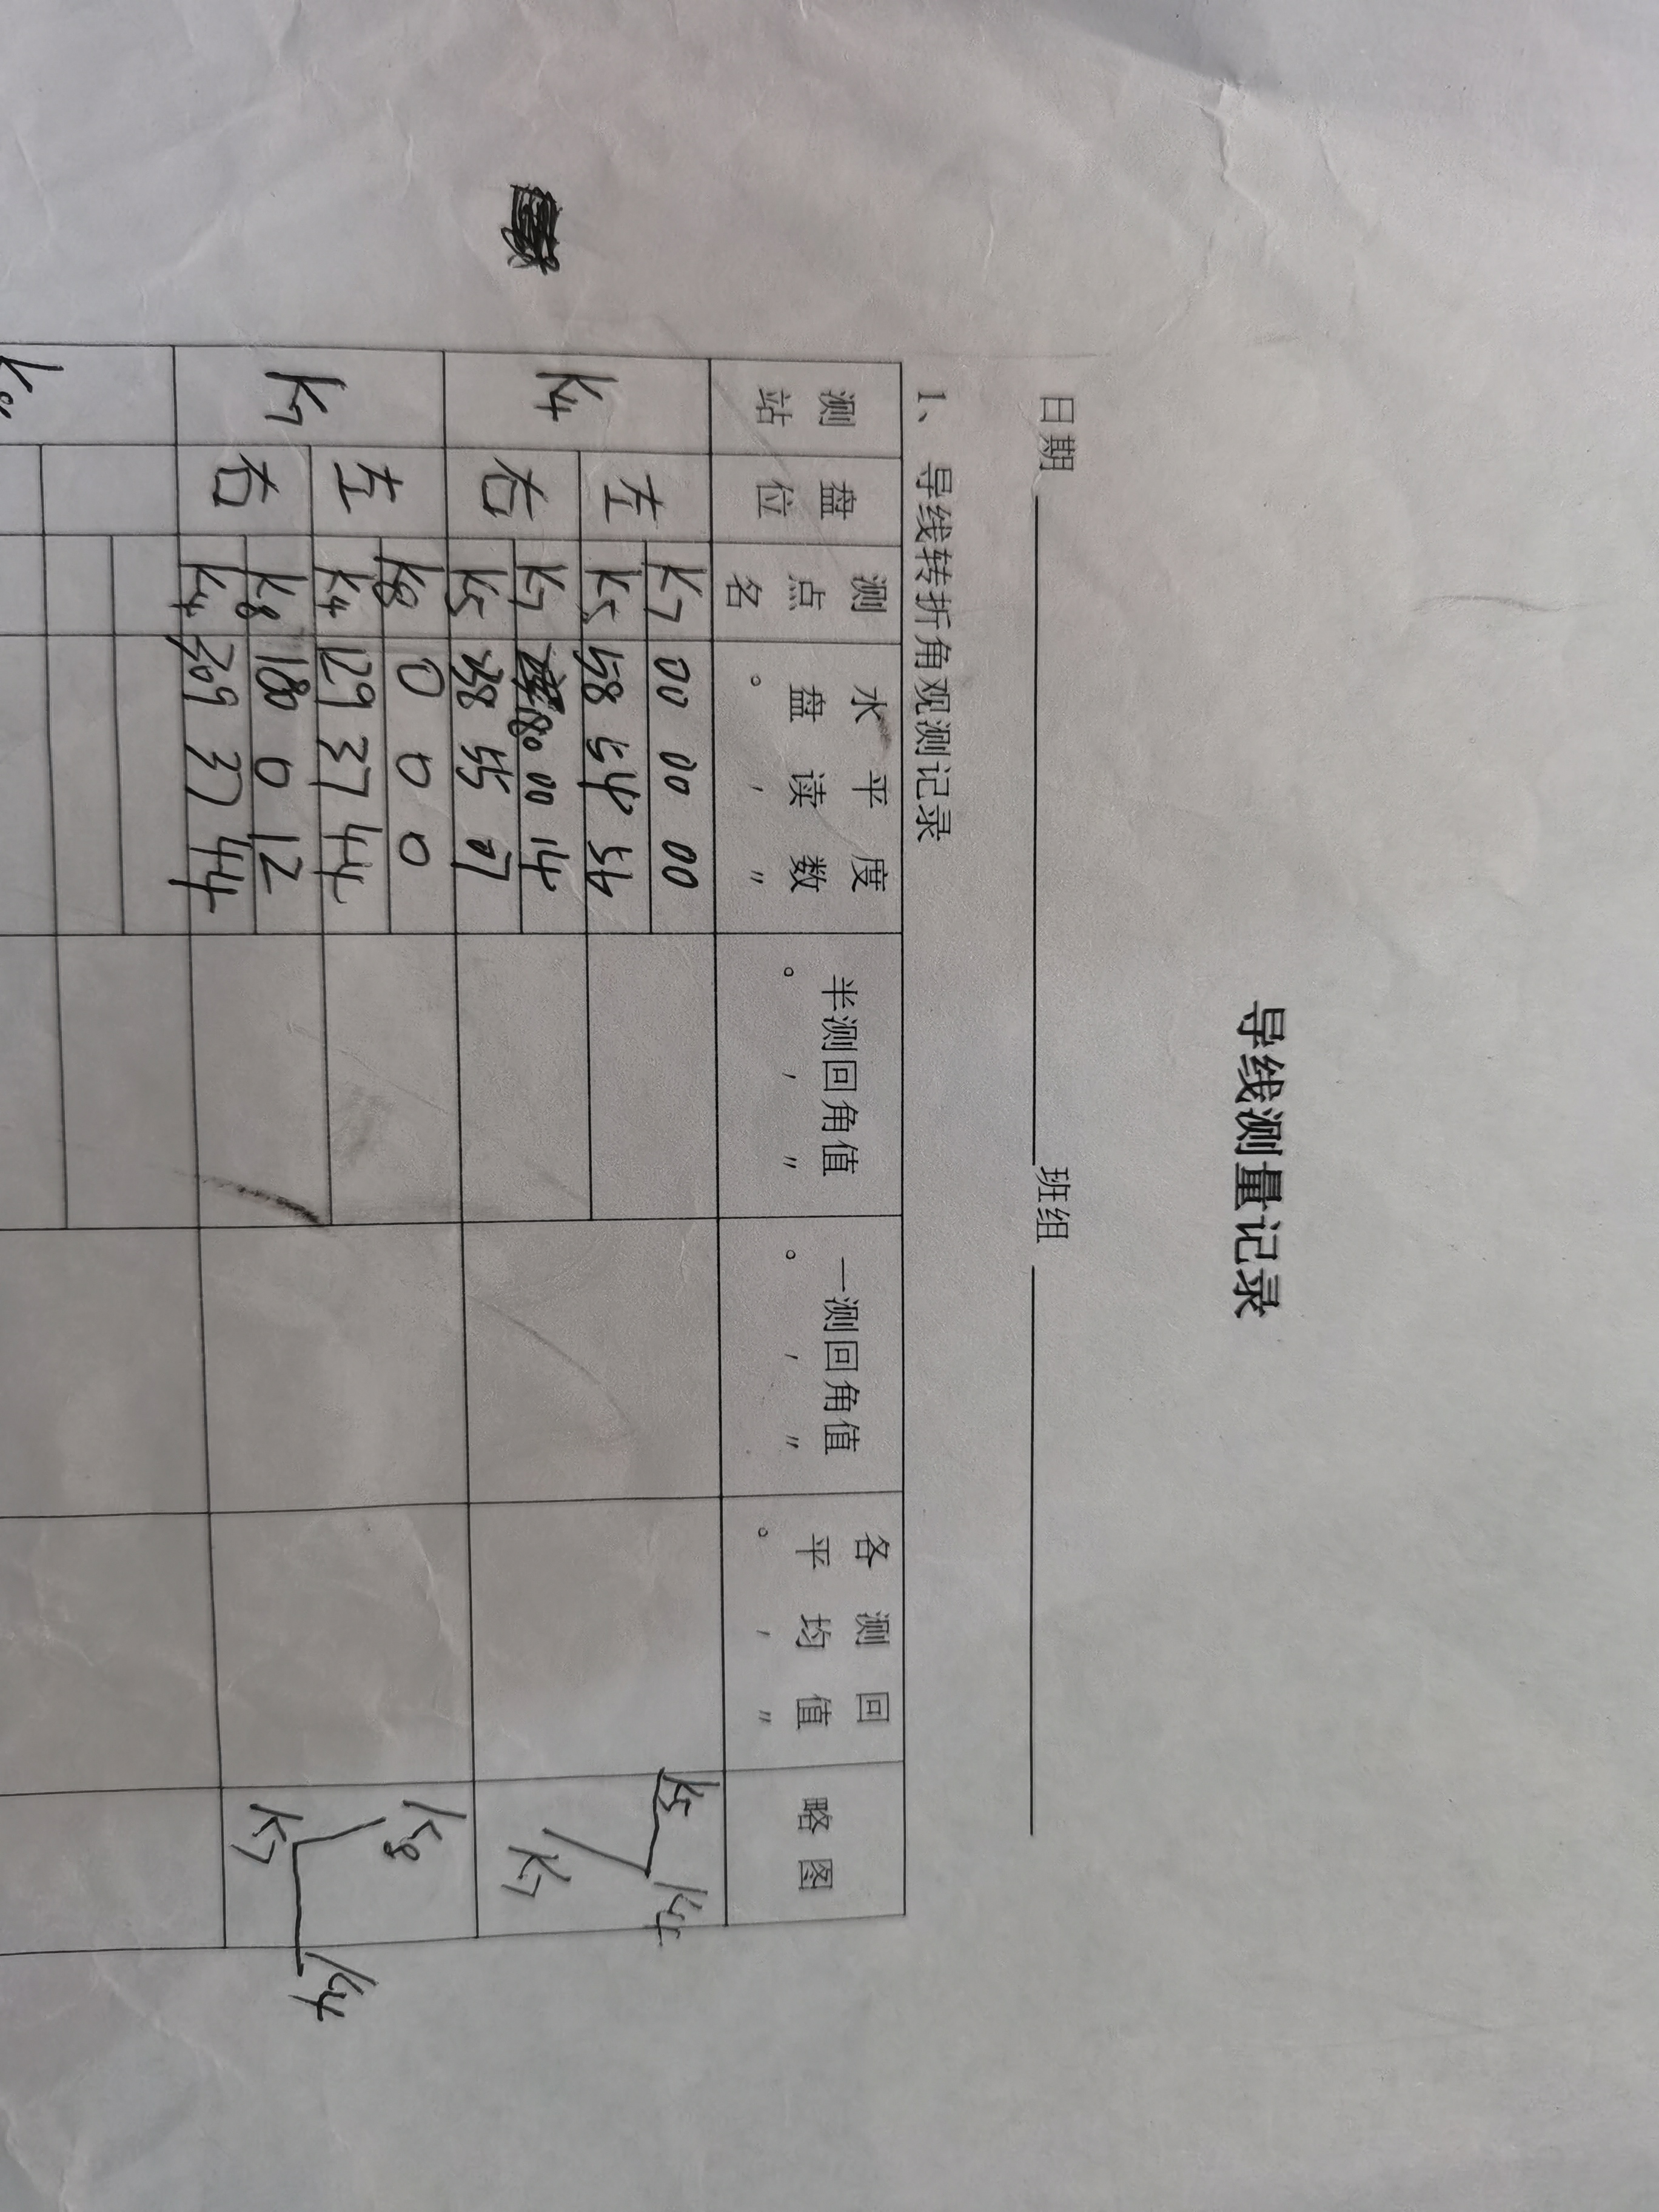 导线测量记录
日期 班组
1、 导线转折角观测记录
测站 盘位 测点名 水平度盘读数 ° ′ ″ 半测回角值 ° ′ ″ 一测回角值 ° ′ ″ 各测回平均值 ° ′ ″ 略图
K4 左 K7 00 00 00
K5 58 54 56
右 K7 180 00 14
K5 238 55 07
K5 K4
K7
K7 左 K8 0 0 0
K4 129 37 44
右 K8 180 0 12
K4 309 37 44
K8
K4
K7
K8